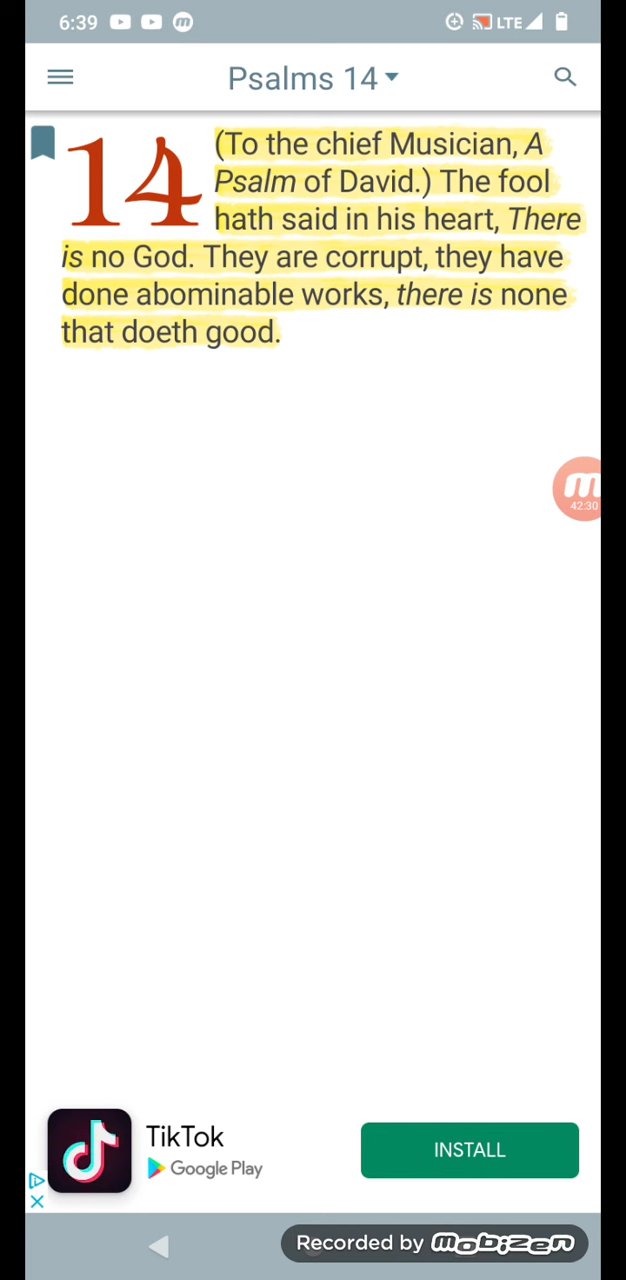 6:39
LTE
Psalms 14
14
(To the chief Musician, A
Psalm of David.) The fool
hath said in his heart, There
is no God. They are corrupt, they have
done abominable works, there is none
that doeth good.
42:30
TikTok
Google Play
INSTALL
Recorded by mobizen